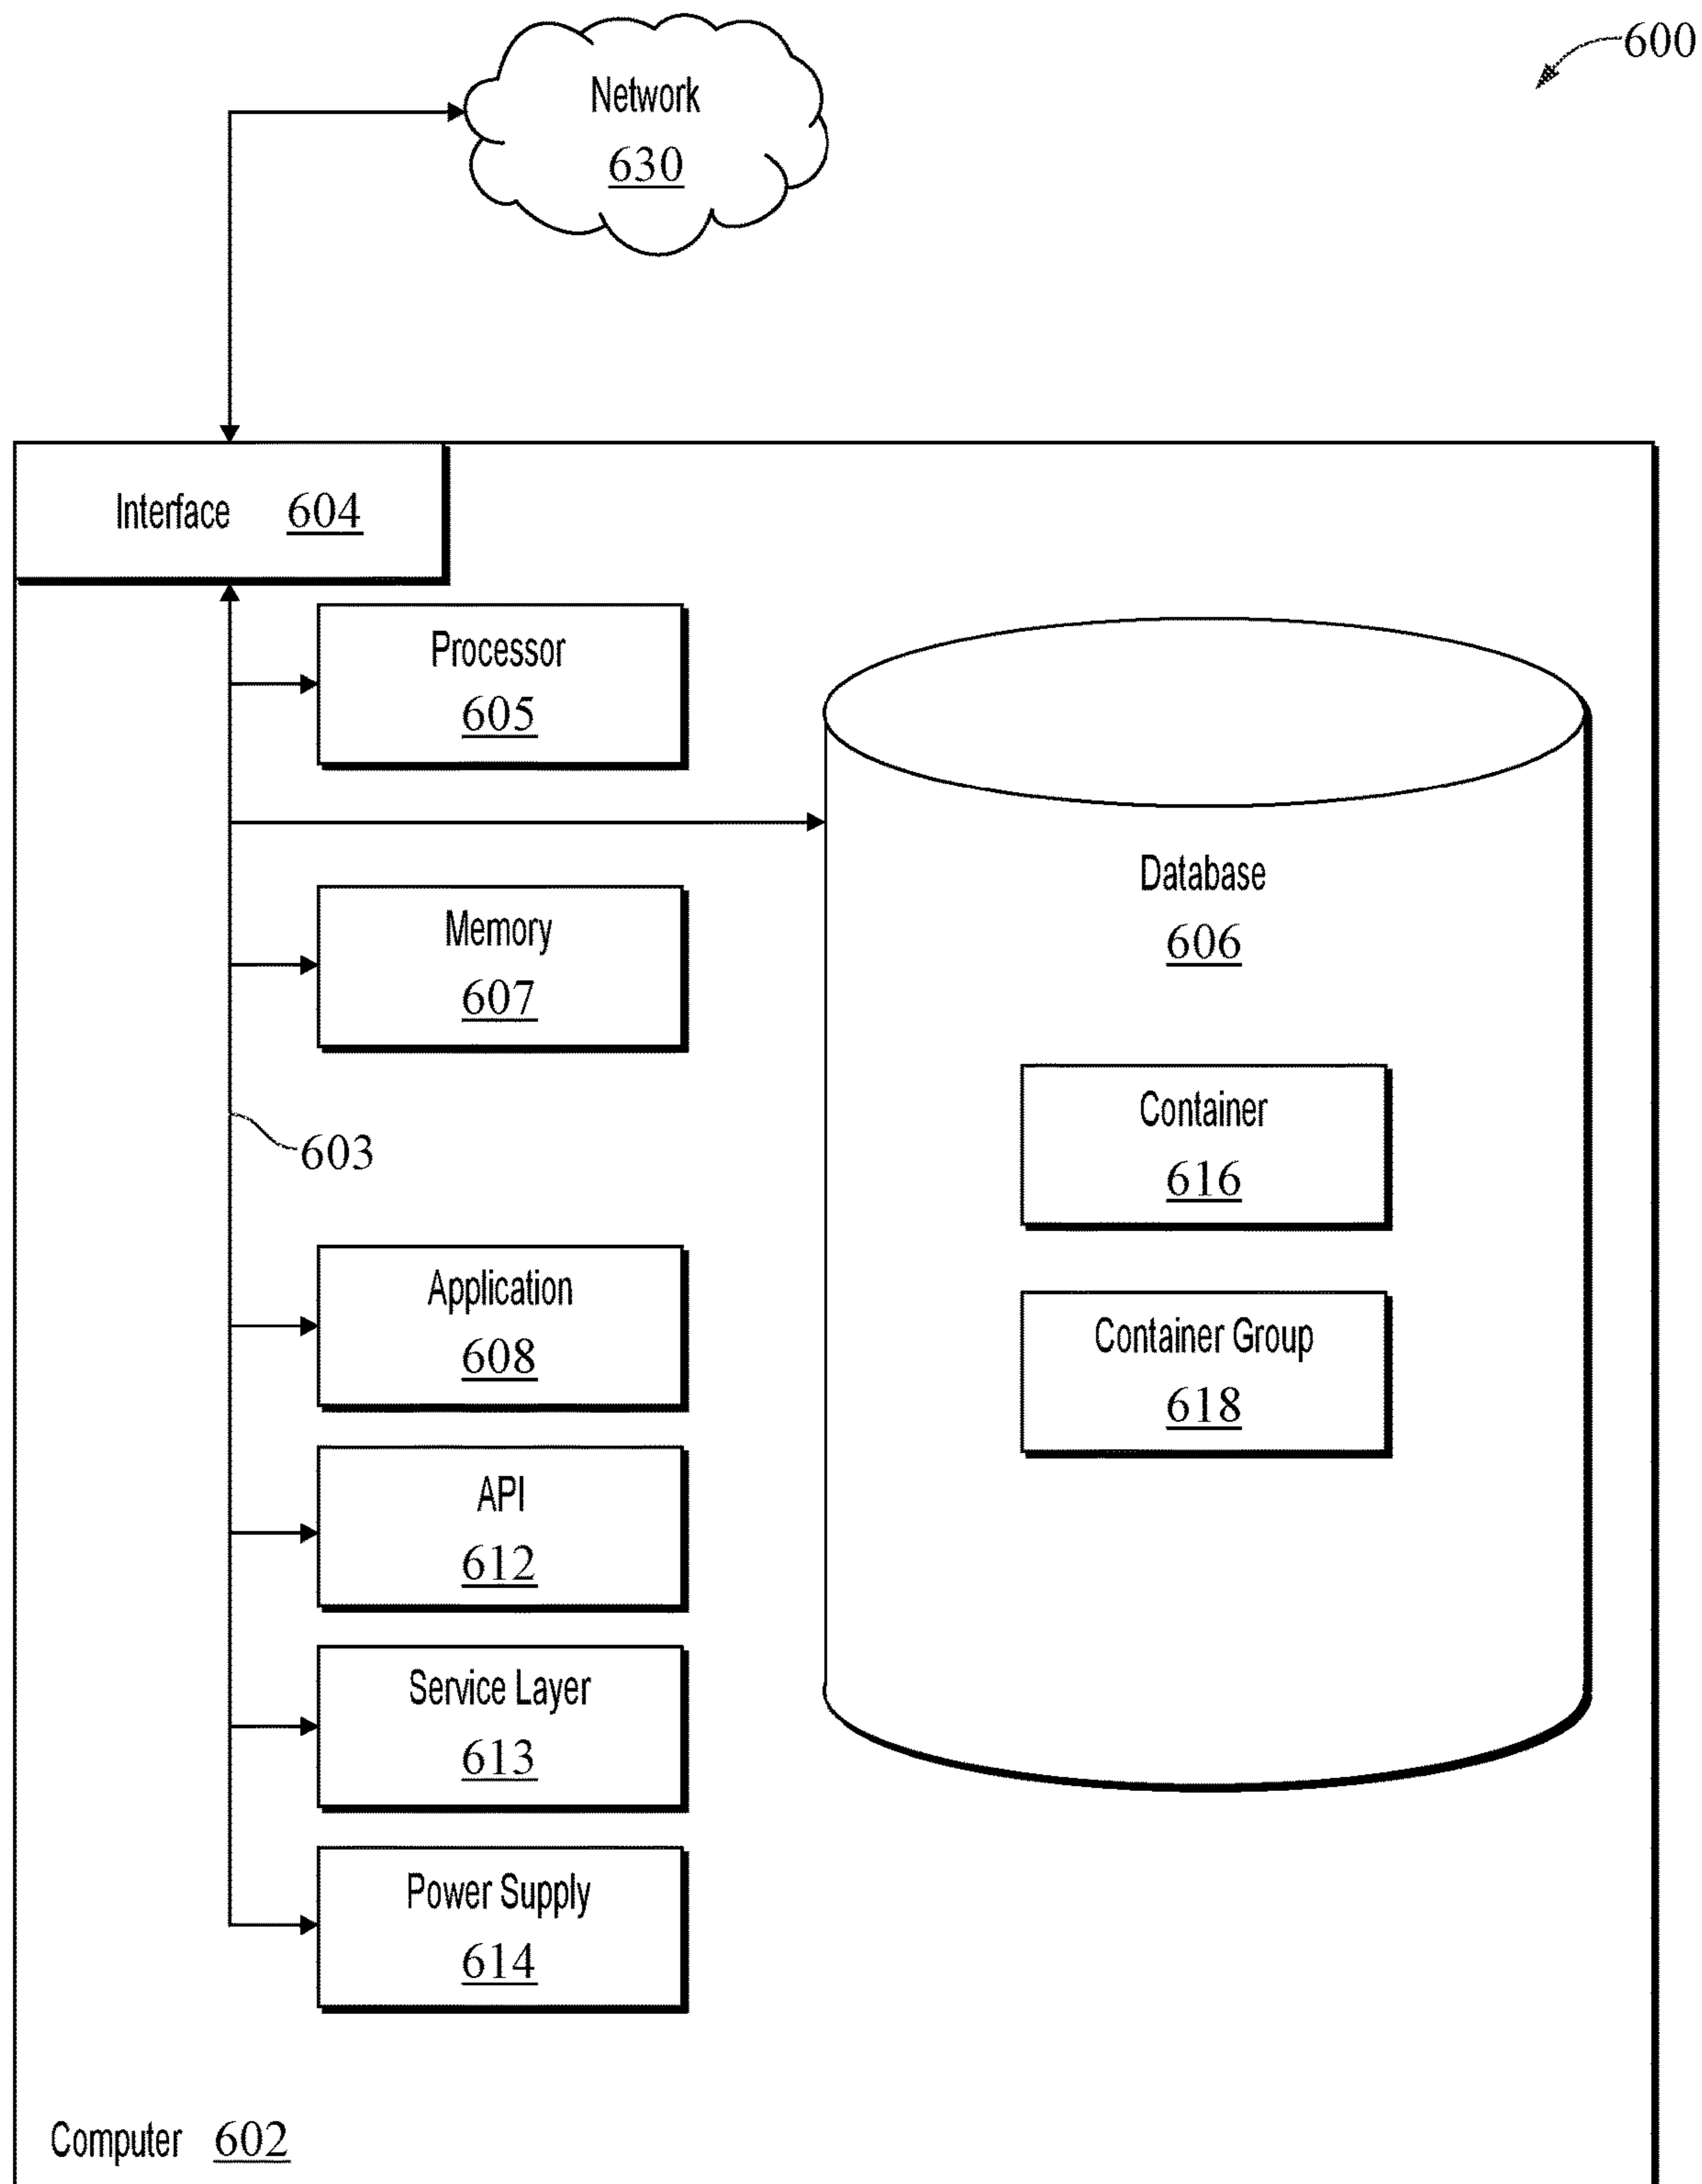 600
Network
630
Interface 604
Processor
605
Database
606
Memory
607
Container
616
603
Application
608
Container Group
618
API
612
Service Layer
613
Power Supply
614
Computer 602